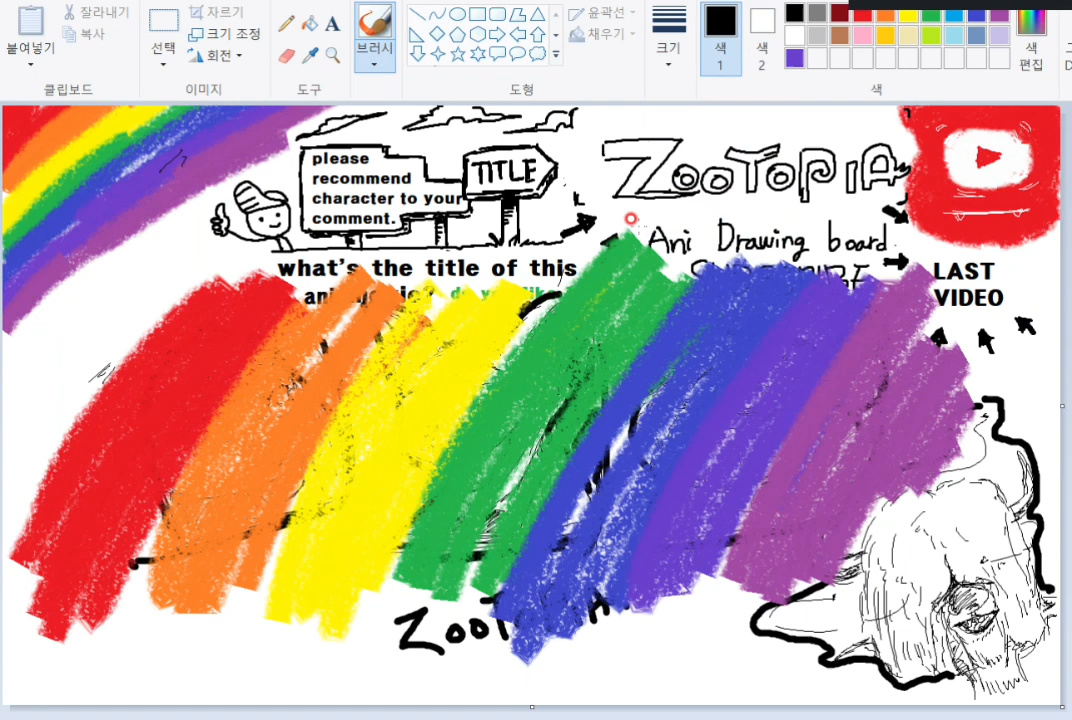 잘라내기
복사
붙여넣기
클립보드
선택
자르기
크기 조정
회전
이미지
A
도구
브러시
윤곽선
채우기
도형
크기
색
1
색
2
색
편집
색
please
recommend
character to your
comment.
TITLE
ZOOTOPIA
Ani Drawing board
what's the title of this
LAST
VIDEO
Zoo